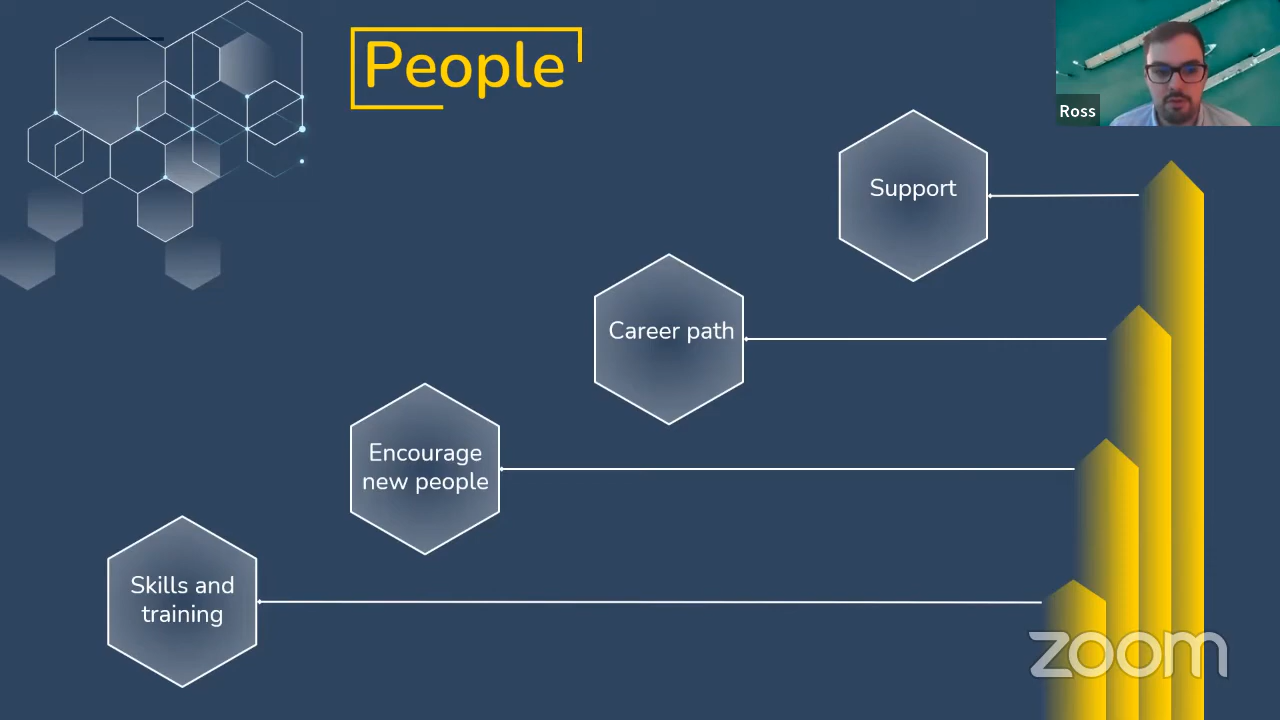 People
Ross
Support
Career path
Encourage
new people
Skills and
training
zoom